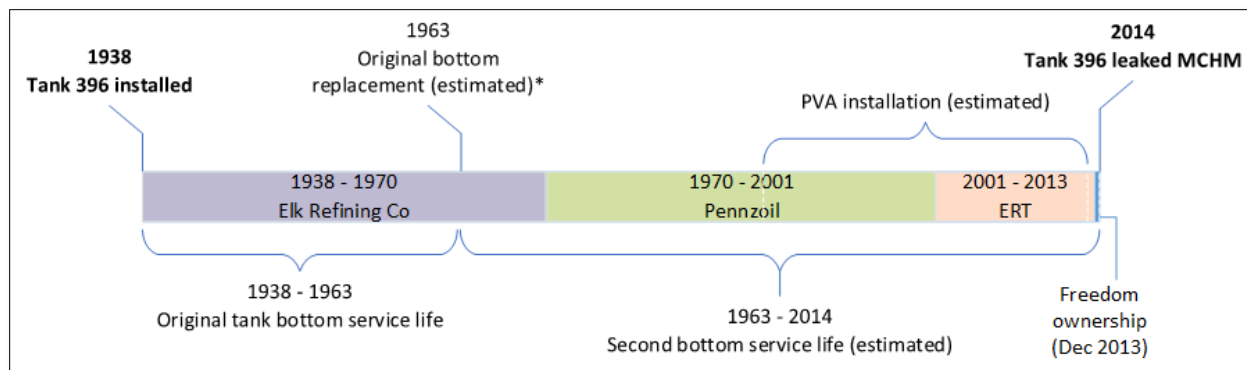 1938
Tank 396 installed
1963
Original bottom
replacement (estimated)*
2014
Tank 396 leaked MCHM
PVA installation (estimated)
1938 - 1970
Elk Refining Co
1970 - 2001
Pennzoil
2001 - 2013
ERT
1938 - 1963
Original tank bottom service life
1963 - 2014
Second bottom service life (estimated)
Freedom
ownership
(Dec 2013)